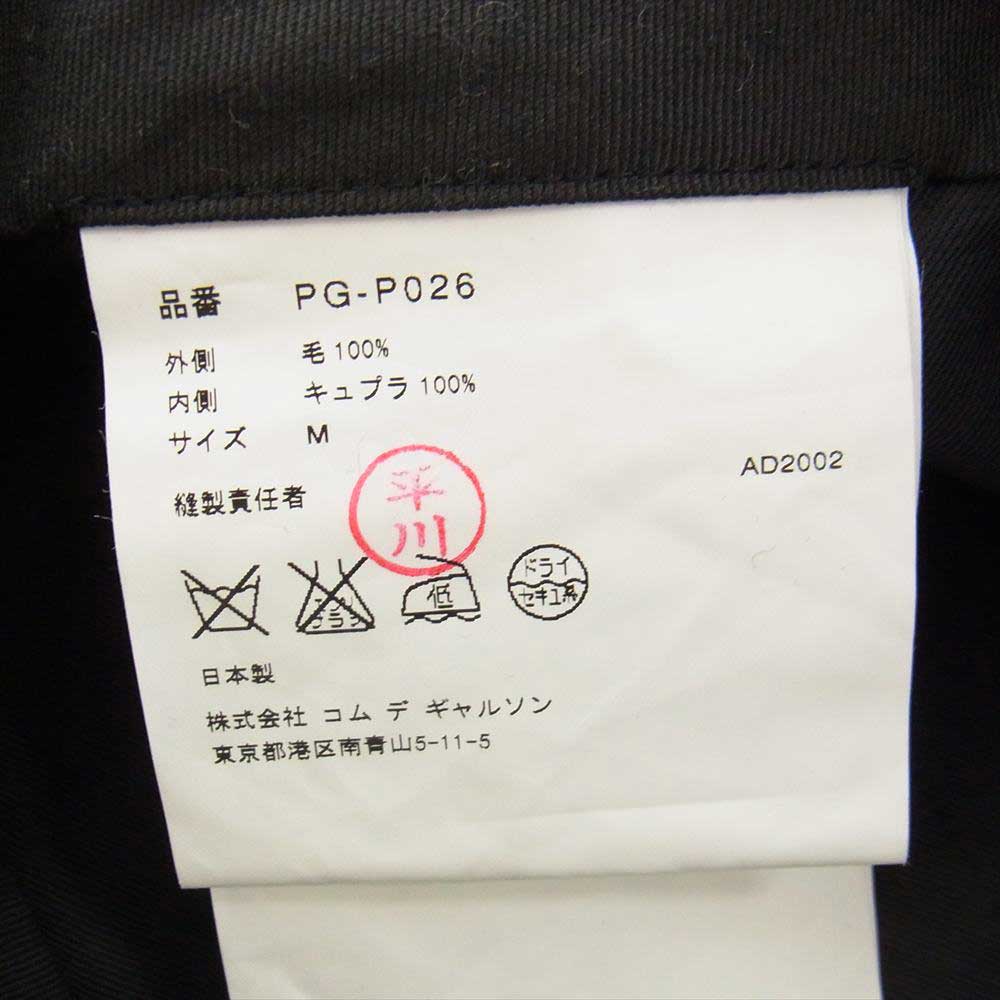 品番 PG-P026
外側 毛 100%
内側 キュプラ 100%
サイズ M
AD2002
縫製責任者 平川
低 ドライ
セキユ系
日本製
株式会社 コム デ ギャルソン
東京都港区南青山5-11-5